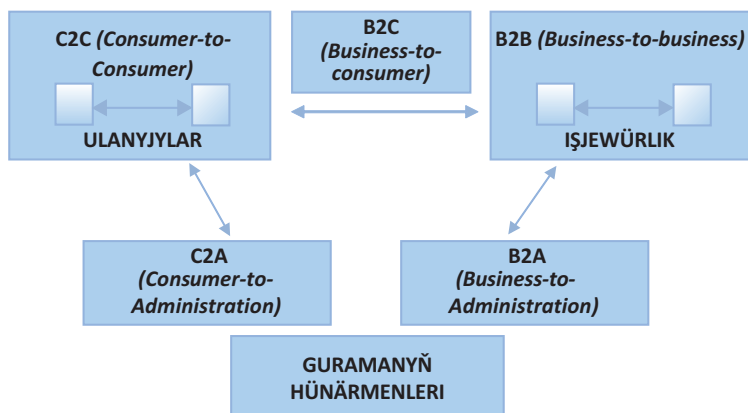 C2C (Consumer-to-
Consumer)
ULANYJYLAR
B2C
(Business-to-
consumer)
B2B (Business-to-business)
IŞJEWÜRLIK
C2A
(Consumer-to-
Administration)
B2A
(Business-to-
Administration)
GURAMANYŇ
HÜNÄRMENLERI